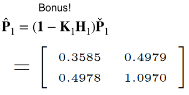 Bonus!
P̂₁ = (1 − K₁H₁)P̌₁
= [ 0.3585 0.4979
0.4978 1.0970 ]